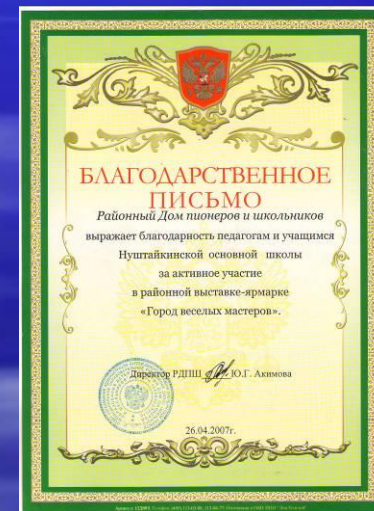 БЛАГОДАРСТВЕННОЕ
ПИСЬМО
Районный Дом пионеров и школьников
выражает благодарность педагогам и учащимся
Нуштайкинской основной школы
за активное участие
в районной выставке-ярмарке
«Город веселых мастеров».
Директор РДПШ Ю.Г. Акимова
26.04.2007г.